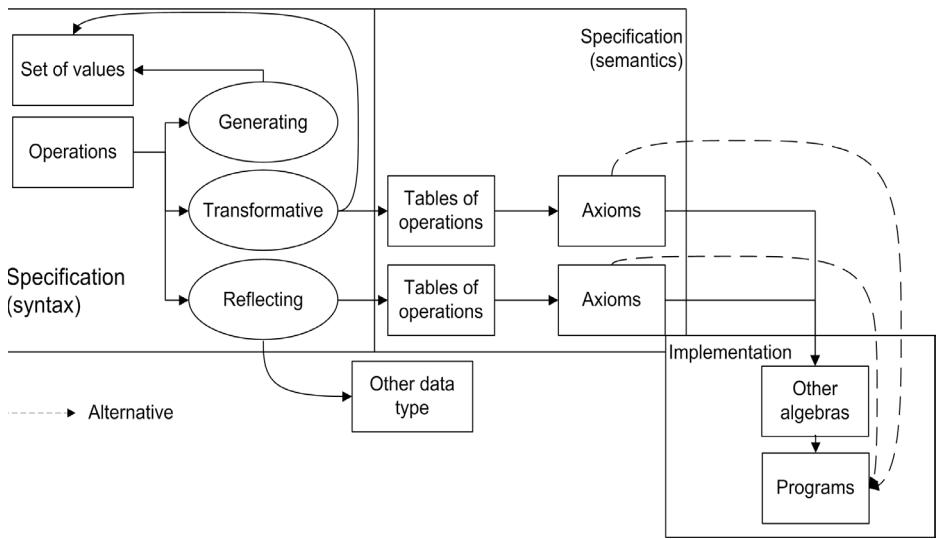 Specification
(semantics)
Set of values
Generating
Operations
Transformative
Tables of
operations
Axioms
Specification
(syntax)
Reflecting
Tables of
operations
Axioms
Implementation
Other data
type
Other
algebras
Alternative
Programs